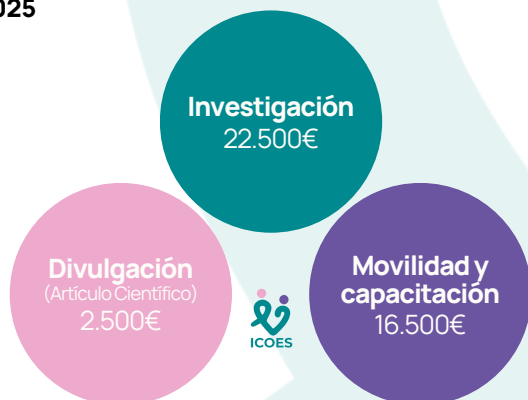 025
Investigación
22.500€
Divulgación
(Artículo Científico)
2.500€
Movilidad y
capacitación
16.500€
ICOES